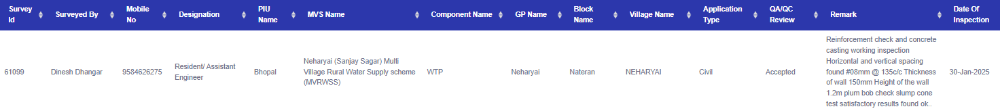 Survey Id
Surveyed By
Mobile No
Designation
PIU Name
MVS Name
Component Name
GP Name
Block Name
Village Name
Application Type
QA/QC Review
Remark
Date Of Inspection
61099
Dinesh Dhangar
9584626275
Resident/ Assistant
Engineer
Bhopal
Neharyai (Sanjay Sagar) Multi
Village Rural Water Supply scheme
(MVRWSS)
WTP
Neharyai
Nateran
NEHARYAI
Civil
Accepted
Reinforcement check and concrete
casting working inspection
Horizontal and vertical spacing
found #08mm @ 135c/c Thickness
of wall 150mm Height of the wall
1.2m plum bob check slump cone
test satisfactory results found ok..
30-Jan-2025